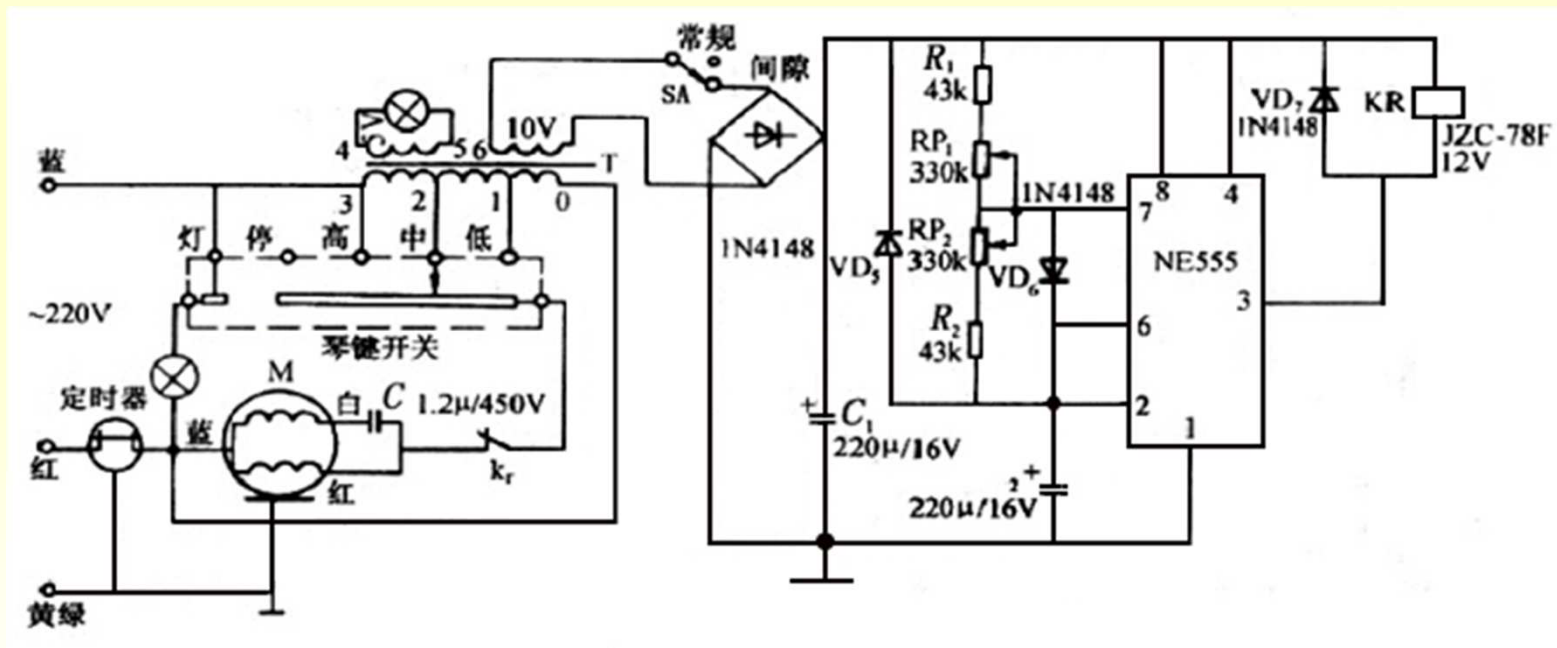 常规
间隙
SA
R₁
43k
VD₇
1N4148
KR
JZC-78F
12V
4
5
6
10V
T
RP₁
330k
1N4148
蓝
3
2
1
0
8
4
7
灯
停
高
中
低
1N4148
VD₅
RP₂
330k
VD₆
NE555
~220V
3
6
琴键开关
R₂
43k
定时器
M
白
C
1.2μ/450V
+
C₁
220μ/16V
2
1
蓝
红
kᵣ
红
2
+
220μ/16V
黄绿